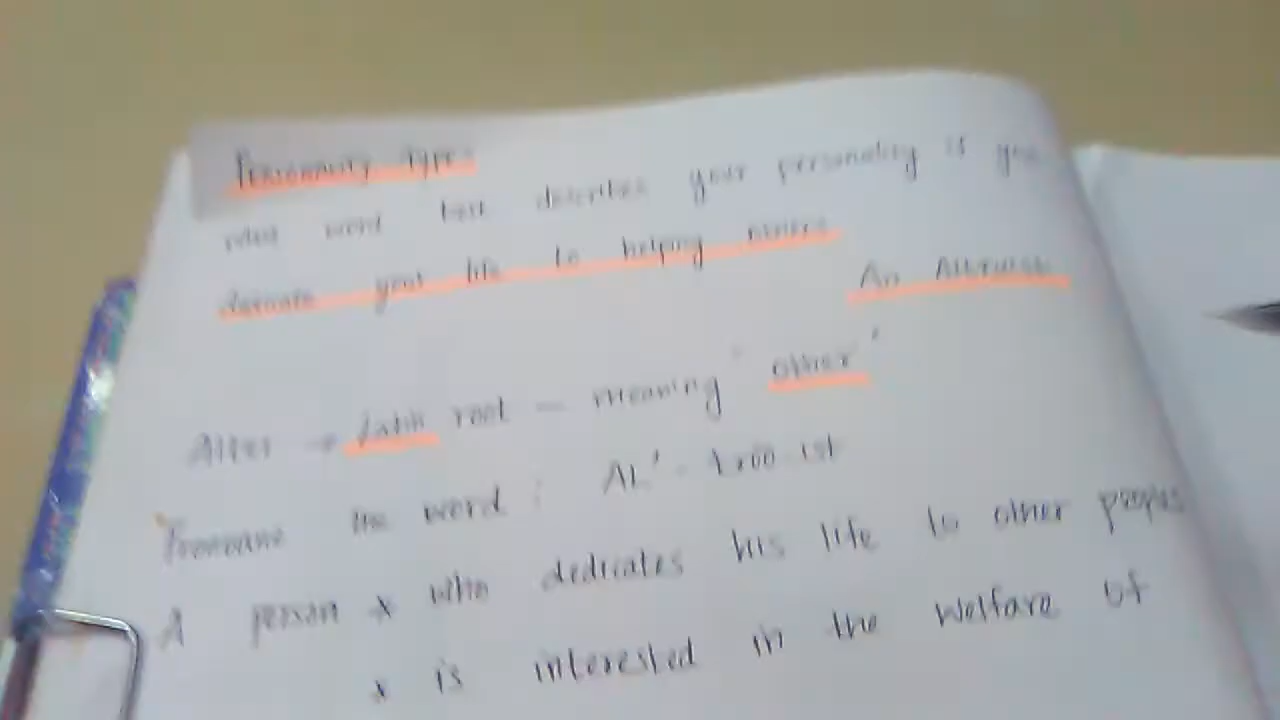 Personality Type:
what word best describes your personality if you
devoate your life to helping others
An Altruist
Alter → Latin root – meaning 'other'
the word : AL' - troo-ist
A person x who dedicates his life to other peoples
x is interested in the welfare of